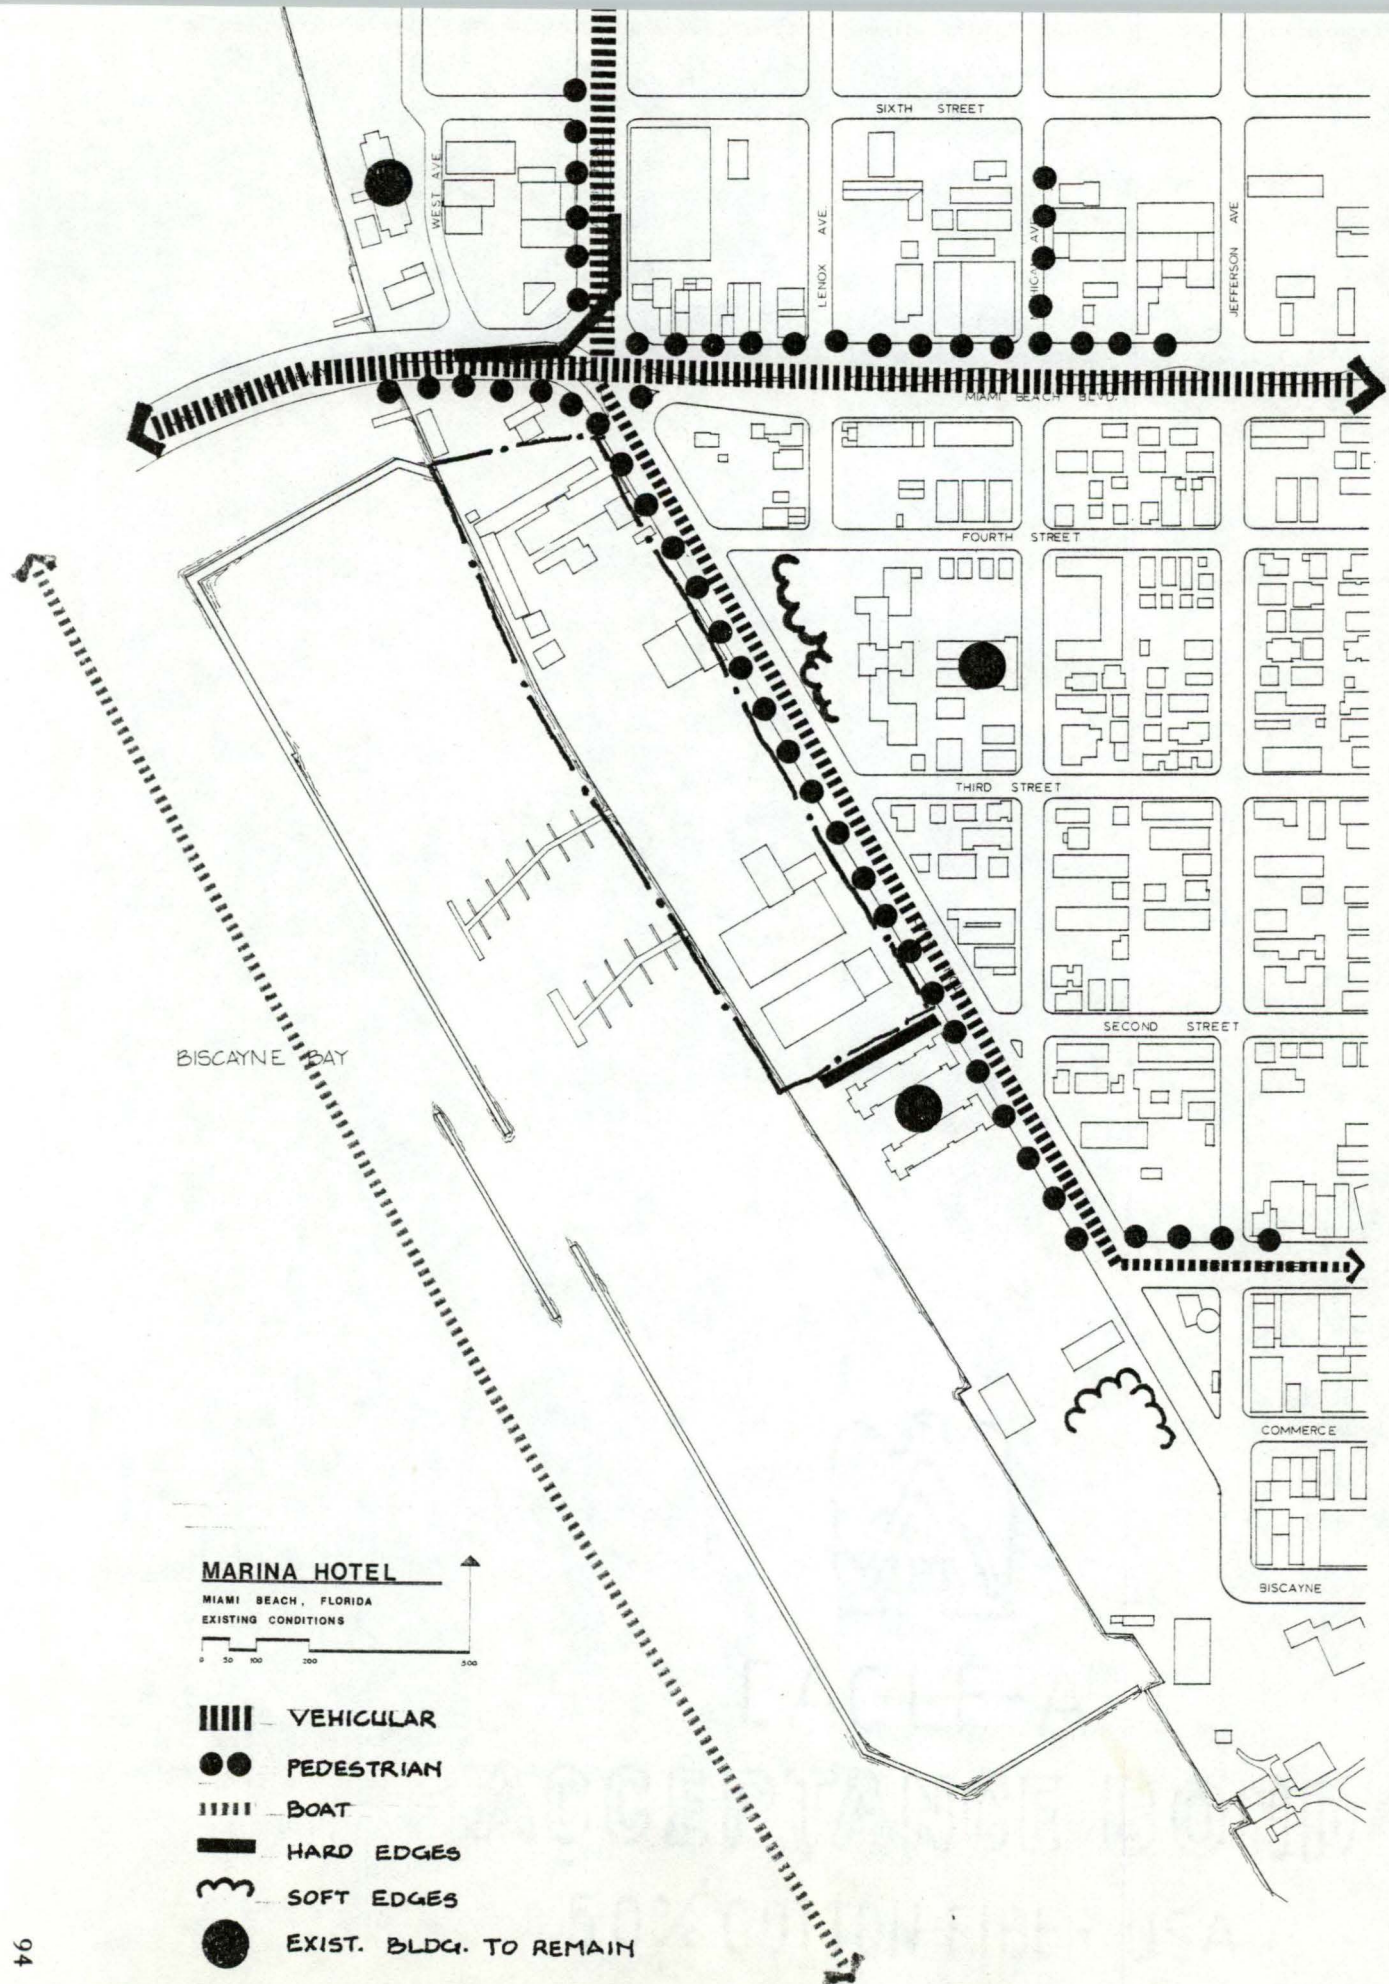 SIXTH STREET
WEST AVE
LENOX AVE.
JEFFERSON AVE
MIAMI BEACH BLVD.
FOURTH STREET
THIRD STREET
SECOND STREET
BISCAYNE BAY
COMMERCE
BISCAYNE
MARINA HOTEL
MIAMI BEACH, FLORIDA
EXISTING CONDITIONS
0 50 100 200 500
VEHICULAR
PEDESTRIAN
BOAT
HARD EDGES
SOFT EDGES
EXIST. BLDG. TO REMAIN
94